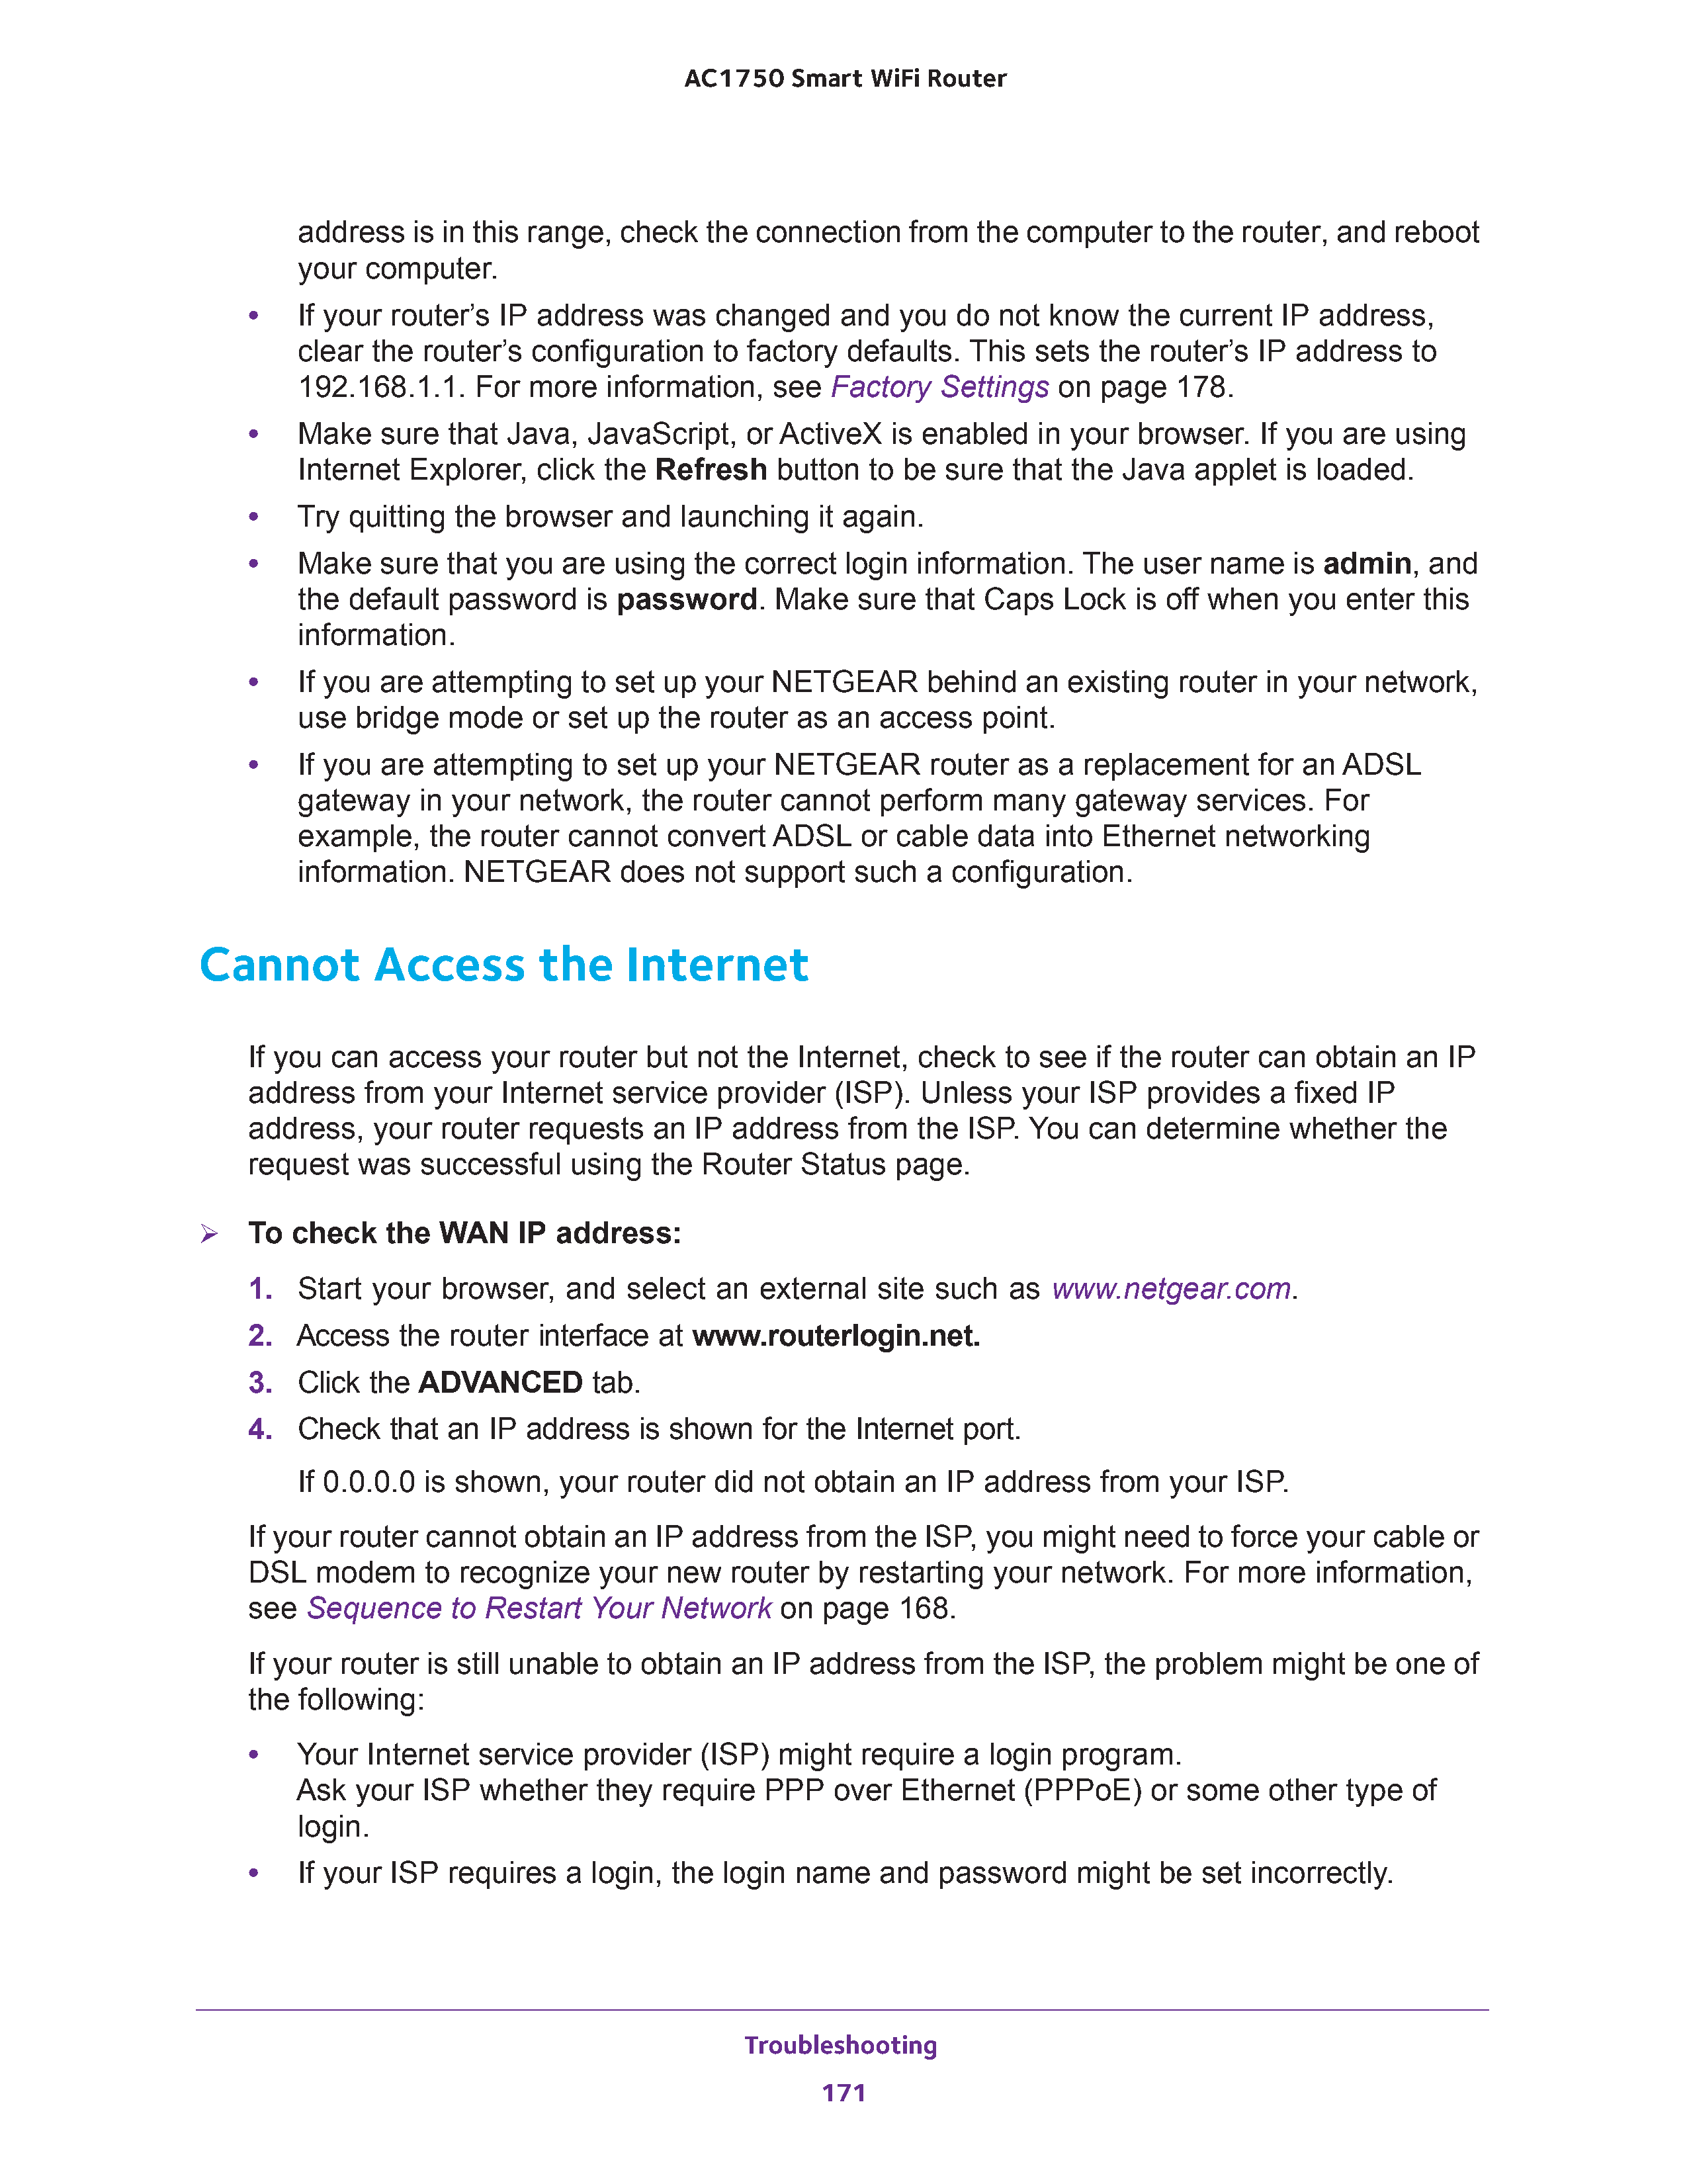 AC1750 Smart WiFi Router
address is in this range, check the connection from the computer to the router, and reboot
your computer.
• If your router’s IP address was changed and you do not know the current IP address,
clear the router’s configuration to factory defaults. This sets the router’s IP address to
192.168.1.1. For more information, see Factory Settings on page 178.
• Make sure that Java, JavaScript, or ActiveX is enabled in your browser. If you are using
Internet Explorer, click the Refresh button to be sure that the Java applet is loaded.
• Try quitting the browser and launching it again.
• Make sure that you are using the correct login information. The user name is admin, and
the default password is password. Make sure that Caps Lock is off when you enter this
information.
• If you are attempting to set up your NETGEAR behind an existing router in your network,
use bridge mode or set up the router as an access point.
• If you are attempting to set up your NETGEAR router as a replacement for an ADSL
gateway in your network, the router cannot perform many gateway services. For
example, the router cannot convert ADSL or cable data into Ethernet networking
information. NETGEAR does not support such a configuration.
Cannot Access the Internet
If you can access your router but not the Internet, check to see if the router can obtain an IP
address from your Internet service provider (ISP). Unless your ISP provides a fixed IP
address, your router requests an IP address from the ISP. You can determine whether the
request was successful using the Router Status page.
➢ To check the WAN IP address:
1. Start your browser, and select an external site such as www.netgear.com.
2. Access the router interface at www.routerlogin.net.
3. Click the ADVANCED tab.
4. Check that an IP address is shown for the Internet port.
If 0.0.0.0 is shown, your router did not obtain an IP address from your ISP.
If your router cannot obtain an IP address from the ISP, you might need to force your cable or
DSL modem to recognize your new router by restarting your network. For more information,
see Sequence to Restart Your Network on page 168.
If your router is still unable to obtain an IP address from the ISP, the problem might be one of
the following:
• Your Internet service provider (ISP) might require a login program.
Ask your ISP whether they require PPP over Ethernet (PPPoE) or some other type of
login.
• If your ISP requires a login, the login name and password might be set incorrectly.
Troubleshooting
171